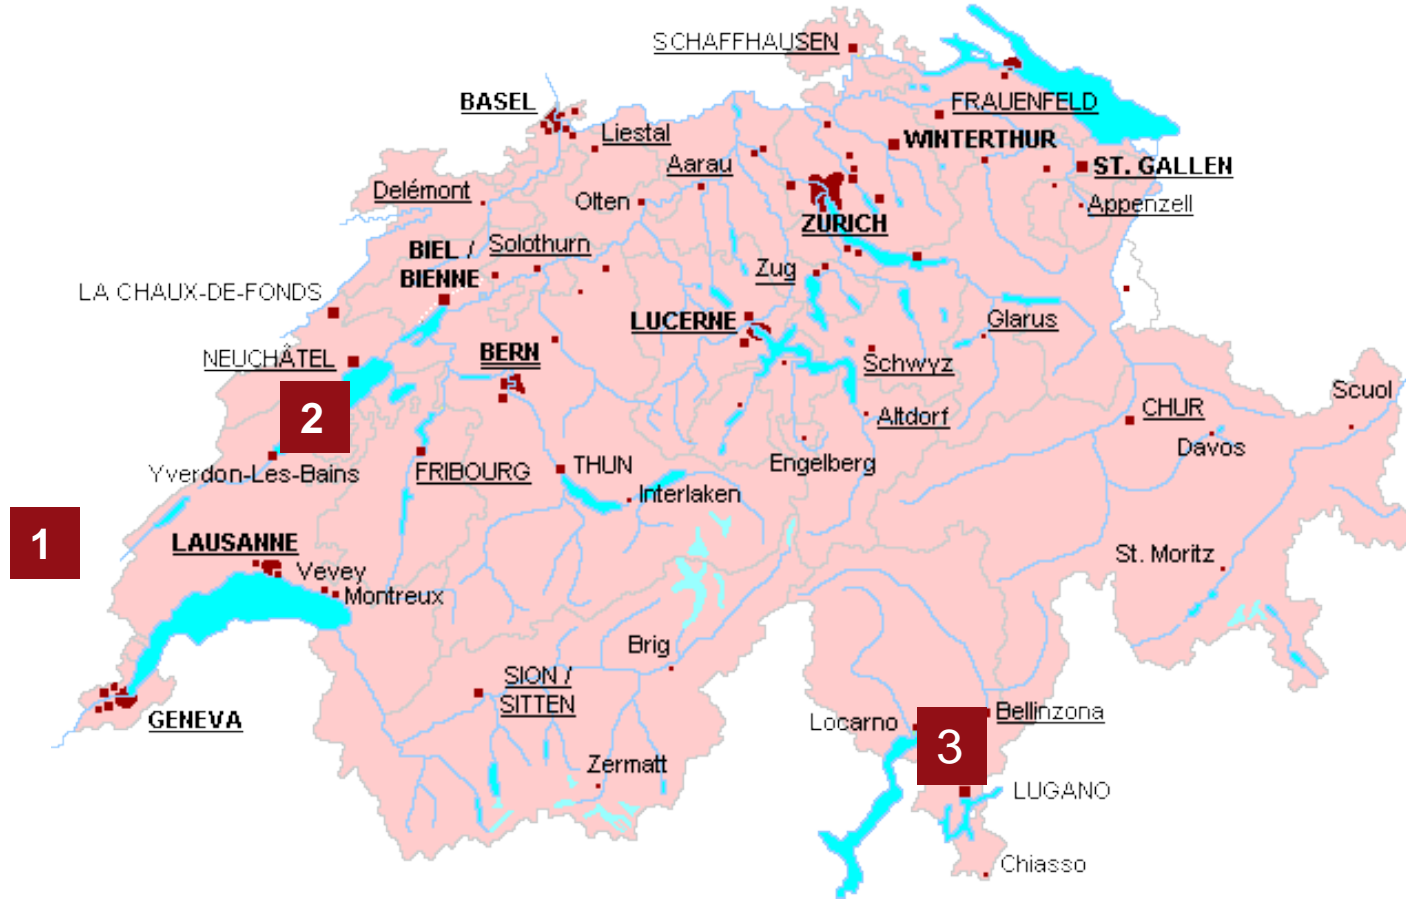 SCHAFFHAUSEN
BASEL
FRAUENFELD
Liestal
WINTERTHUR
Aarau
ST. GALLEN
Delémont
Olten
Appenzell
ZÜRICH
BIEL /
BIENNE
Solothurn
Zug
LA CHAUX-DE-FONDS
LUCERNE
Glarus
NEUCHÂTEL
BERN
Schwyz
Scuol
2
Altdorf
CHUR
Davos
Yverdon-Les-Bains
FRIBOURG
THUN
Engelberg
Interlaken
1
LAUSANNE
Vevey
Montreux
St. Moritz
Brig
SION /
SITTEN
GENEVA
Locarno
Bellinzona
3
Zermatt
LUGANO
Chiasso